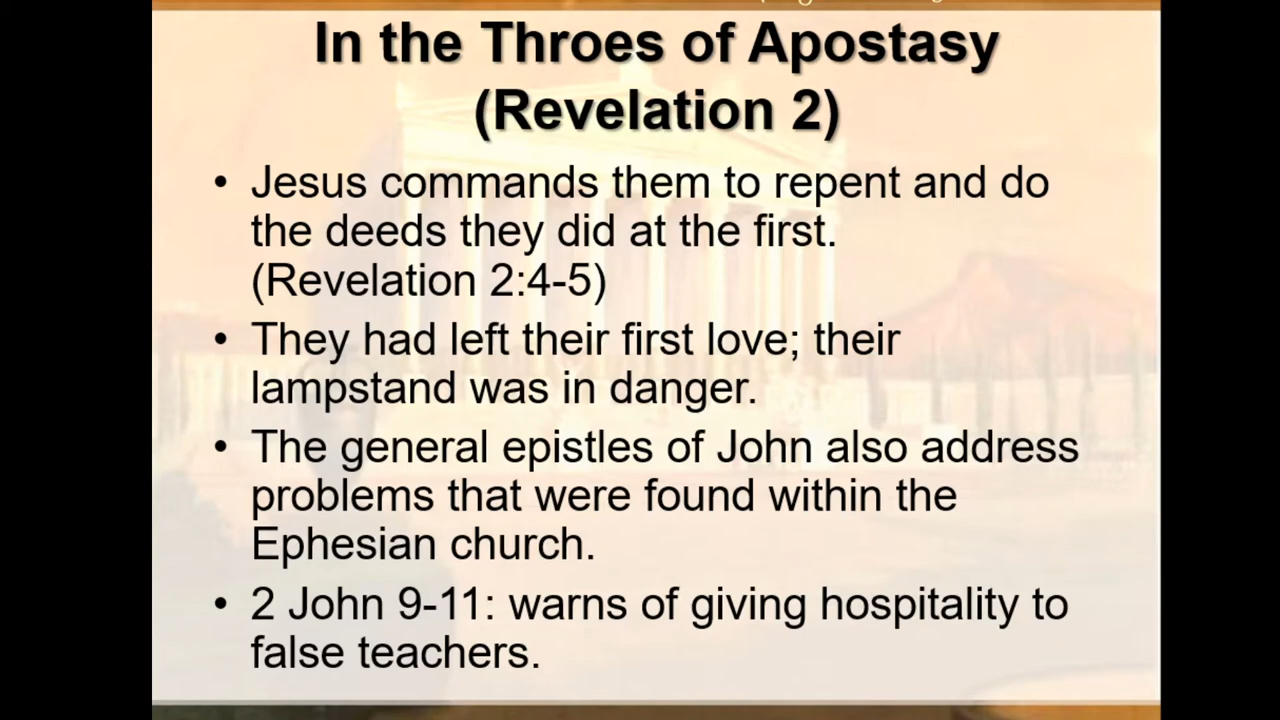 In the Throes of Apostasy
(Revelation 2)
• Jesus commands them to repent and do
the deeds they did at the first.
(Revelation 2:4-5)
• They had left their first love; their
lampstand was in danger.
• The general epistles of John also address
problems that were found within the
Ephesian church.
• 2 John 9-11: warns of giving hospitality to
false teachers.